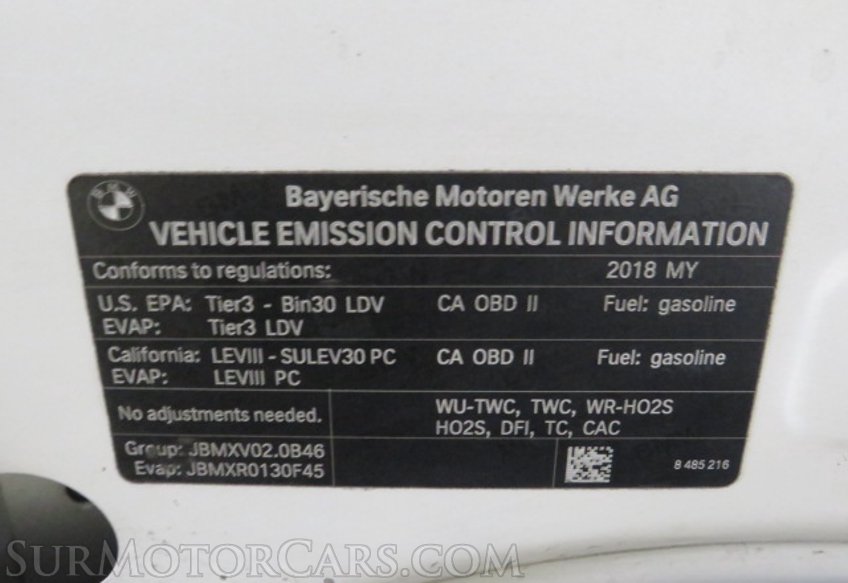 BMW
Bayerische Motoren Werke AG
VEHICLE EMISSION CONTROL INFORMATION
Conforms to regulations: 2018 MY
U.S. EPA: Tier3 - Bin30 LDV CA OBD II Fuel: gasoline
EVAP: Tier3 LDV
California: LEVIII - SULEV30 PC CA OBD II Fuel: gasoline
EVAP: LEVIII PC
No adjustments needed. WU-TWC, TWC, WR-HO2S
HO2S, DFI, TC, CAC
Group: JBMXV02.0B46
Evap: JBMXR0130F45
8 485 216
SurMotorCars.com